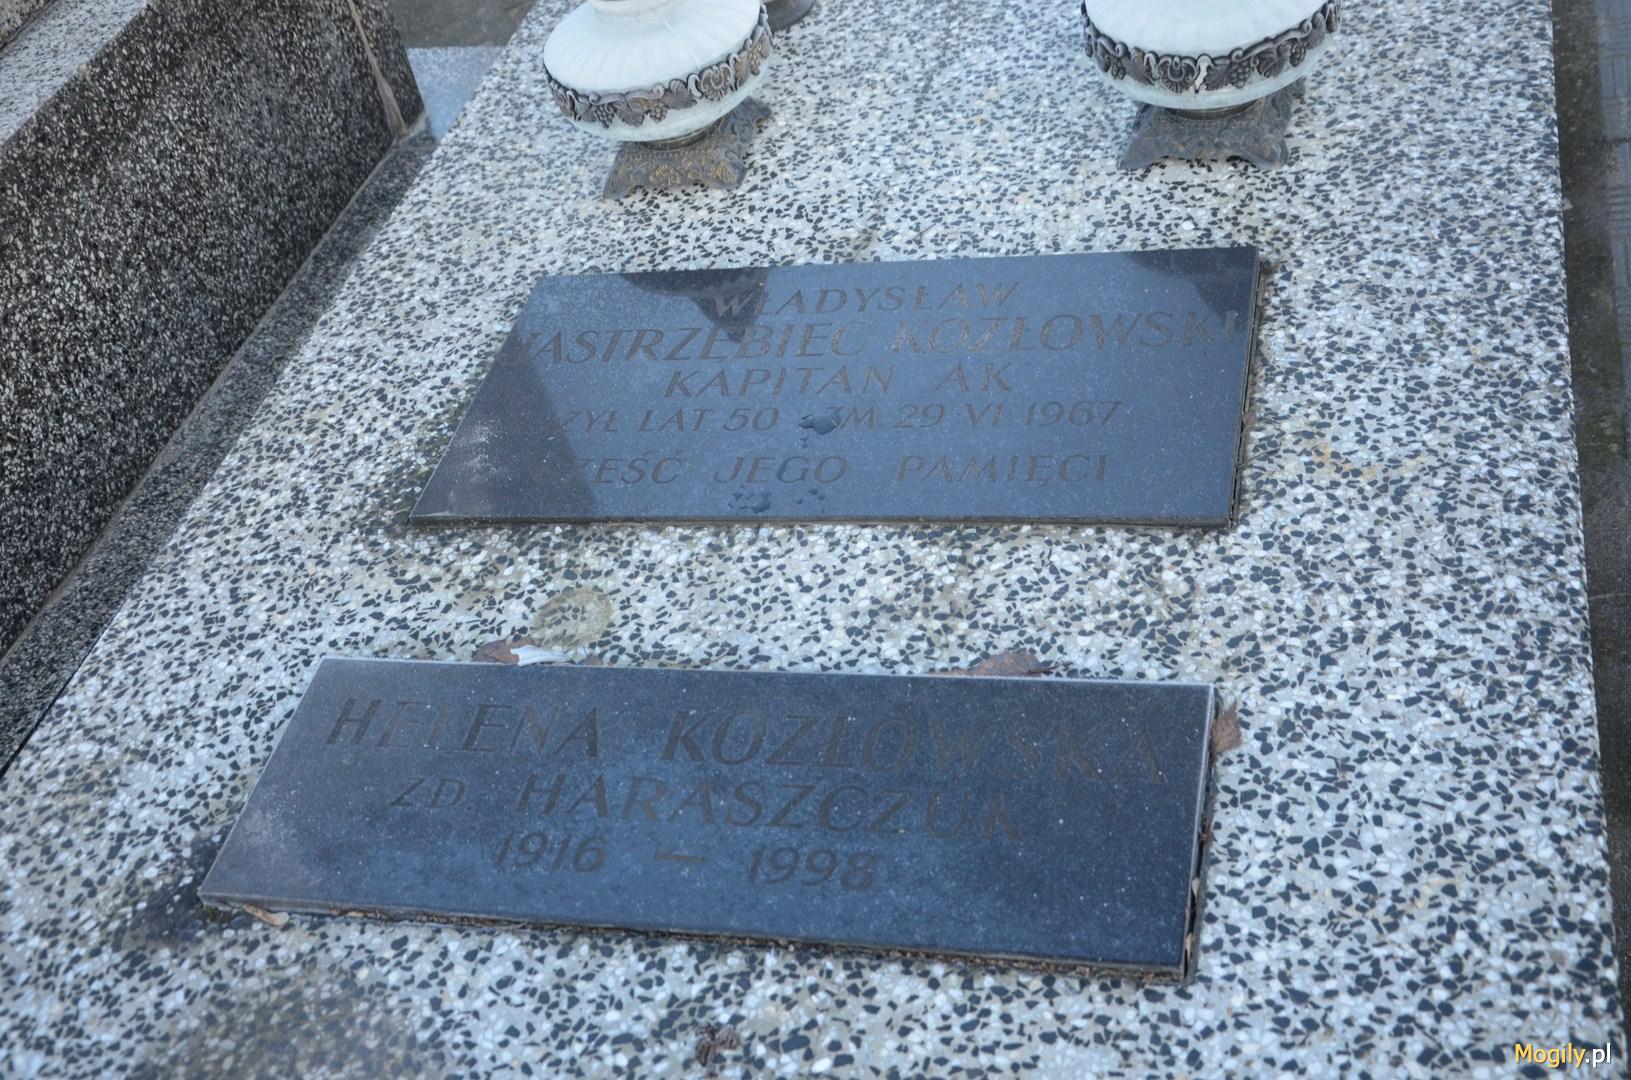 WŁADYSŁAW
JASTRZĘBIEC-KOZŁOWSKI
KAPITAN AK
ŻYŁ LAT 50 ZM. 29·VI·1967
CZEŚĆ JEGO PAMIĘCI
HELENA KOZŁOWSKA
ZD. HARASZCZUK
1916 — 1998
Mogily.pl